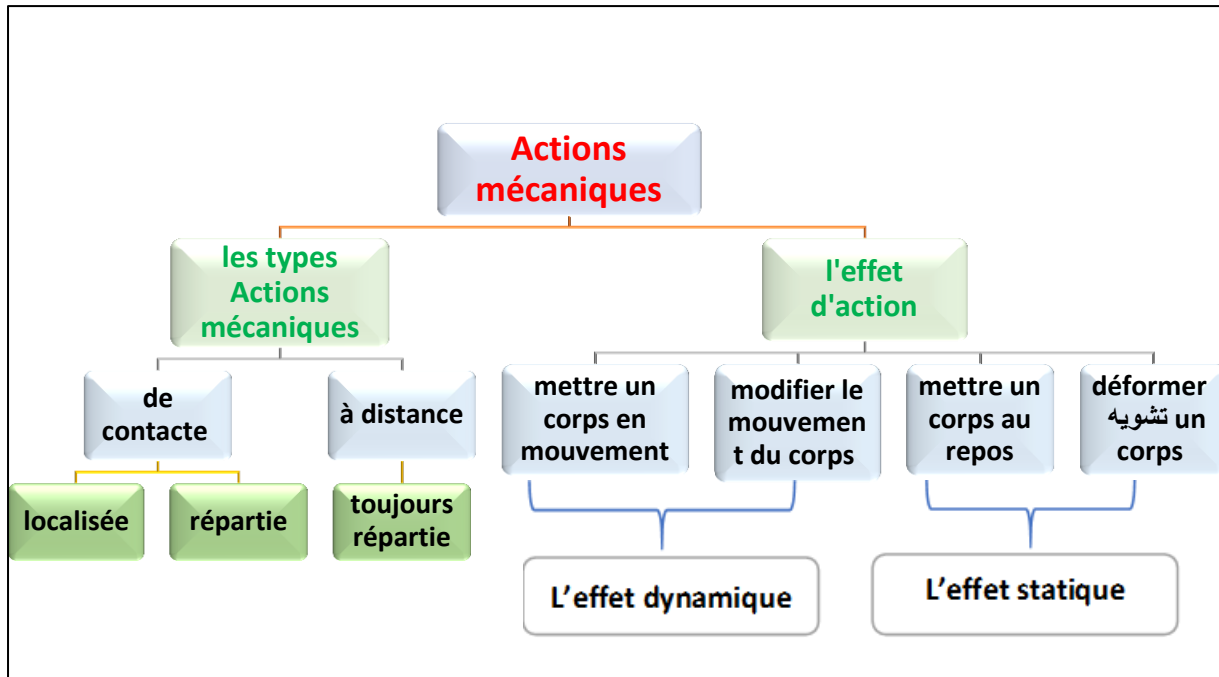 Actions
mécaniques
les types
Actions
mécaniques
l'effet
d'action
de
contacte
à distance
mettre un
corps en
mouvement
modifier le
mouvemen
t du corps
mettre un
corps au
repos
déformer
تشويه un
corps
localisée
répartie
toujours
répartie
L'effet dynamique
L'effet statique